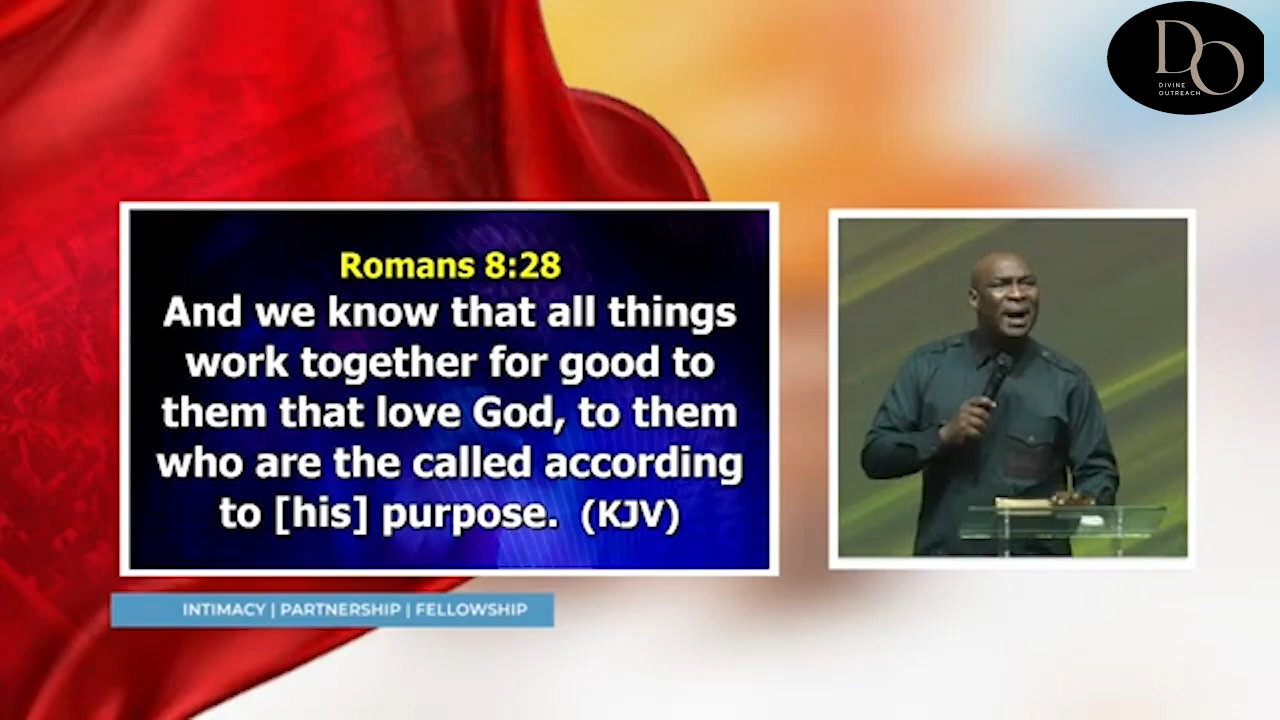 DO
DIVINE
OUTREACH
Romans 8:28
And we know that all things
work together for good to
them that love God, to them
who are the called according
to [his] purpose. (KJV)
INTIMACY | PARTNERSHIP | FELLOWSHIP